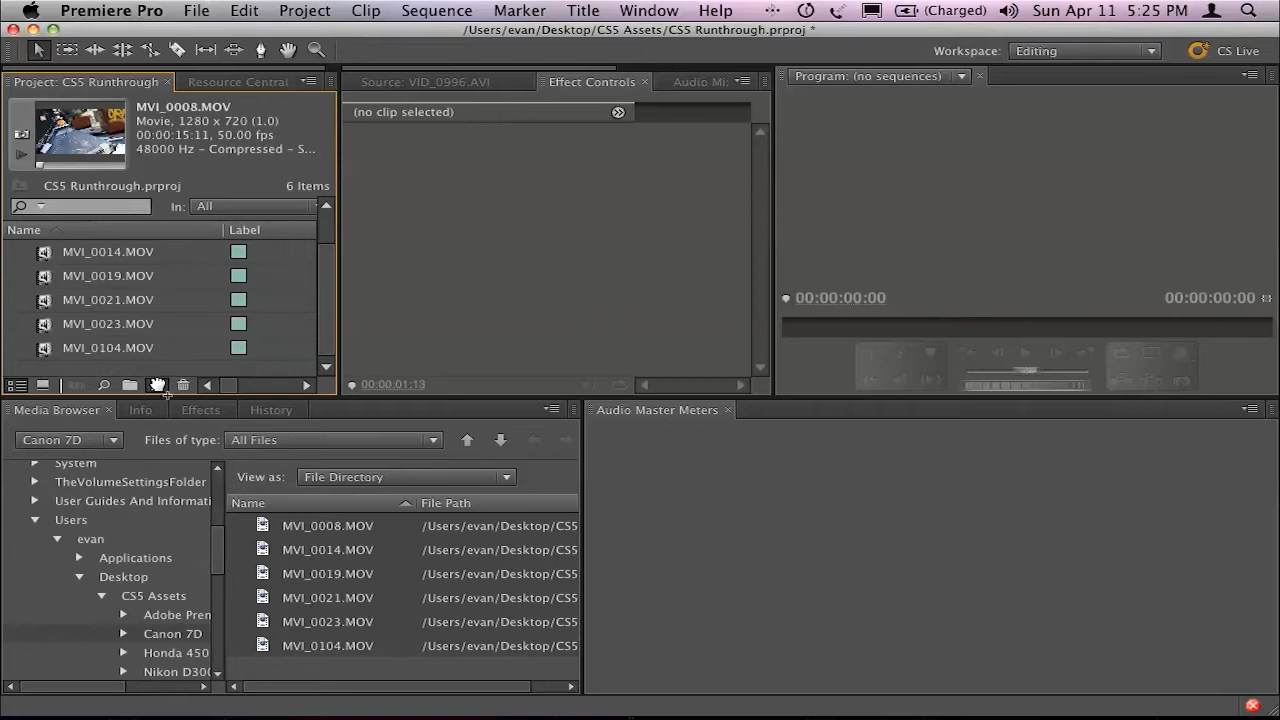 Premiere Pro File Edit Project Clip Sequence Marker Title Window Help (Charged) Sun Apr 11 5:25 PM
/Users/evan/Desktop/CS5 Assets/CS5 Runthrough.prproj *
Workspace: Editing CS Live
Project: CS5 Runthrough Resource Central
Source: VID_0996.AVI Effect Controls Audio Mi:
Program: (no sequences)
MVI_0008.MOV
Movie, 1280 x 720 (1.0)
00:00:15:11, 50.00 fps
48000 Hz – Compressed – S...
(no clip selected)
CS5 Runthrough.prproj 6 Items
In: All
Name Label
MVI_0014.MOV
MVI_0019.MOV
MVI_0021.MOV
MVI_0023.MOV
MVI_0104.MOV
00:00:01:13
00:00:00:00 00:00:00:00
Media Browser Info Effects History
Audio Master Meters
Canon 7D Files of type: All Files
System
TheVolumeSettingsFolder
User Guides And Informati
Users
evan
Applications
Desktop
CS5 Assets
Adobe Pren
Canon 7D
Honda 450
Nikon D300
View as: File Directory
Name File Path
MVI_0008.MOV /Users/evan/Desktop/CS5
MVI_0014.MOV /Users/evan/Desktop/CS5
MVI_0019.MOV /Users/evan/Desktop/CS5
MVI_0021.MOV /Users/evan/Desktop/CS5
MVI_0023.MOV /Users/evan/Desktop/CS5
MVI_0104.MOV /Users/evan/Desktop/CS5